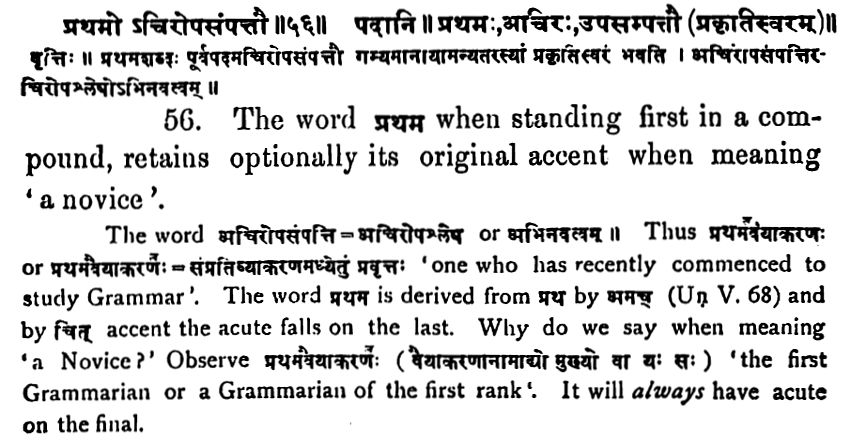 प्रथमो ऽचिरोपसंपत्तौ ॥५६॥ पदानि ॥ प्रथमः, अचिरः, उपसम्पत्तौ (प्रकृतिस्वरम्) ॥
वृत्तिः ॥ प्रथमशब्दः पूर्वपदमचिरोपसंपत्तौ गम्यमानायामन्यतरस्यां प्रकृतिस्वरं भवति । अचिरोपसंपत्तिर-
चिरोपश्लेषोऽभिनवत्वम् ॥
56. The word प्रथम when standing first in a com-
pound, retains optionally its original accent when meaning
‘ a novice ’.
The word अचिरोपसंपत्ति = अचिरोपश्लेष or अभिनवत्वम् ॥ Thus प्रथमवैयाकरणः
or प्रथमवैयाकरणः = संप्रतिव्याकरणमध्येतुं प्रवृत्तः ‘one who has recently commenced to
study Grammar’. The word प्रथम is derived from प्रथ by अमच् (Uṇ V. 68) and
by चित् accent the acute falls on the last. Why do we say when meaning
‘a Novice?’ Observe प्रथमवैयाकरणः ( वैयाकरणानामाद्यो मुख्यो वा यः सः ) ‘the first
Grammarian or a Grammarian of the first rank‘. It will always have acute
on the final.